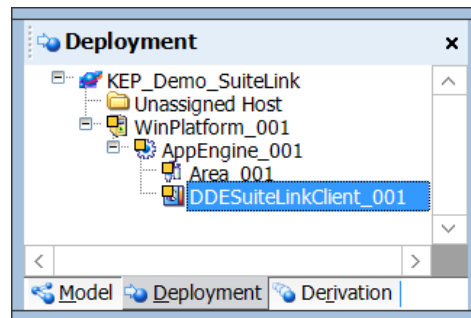 Deployment
KEP_Demo_SuiteLink
Unassigned Host
WinPlatform_001
AppEngine_001
Area_001
DDESuiteLinkClient_001
Model Deployment Derivation